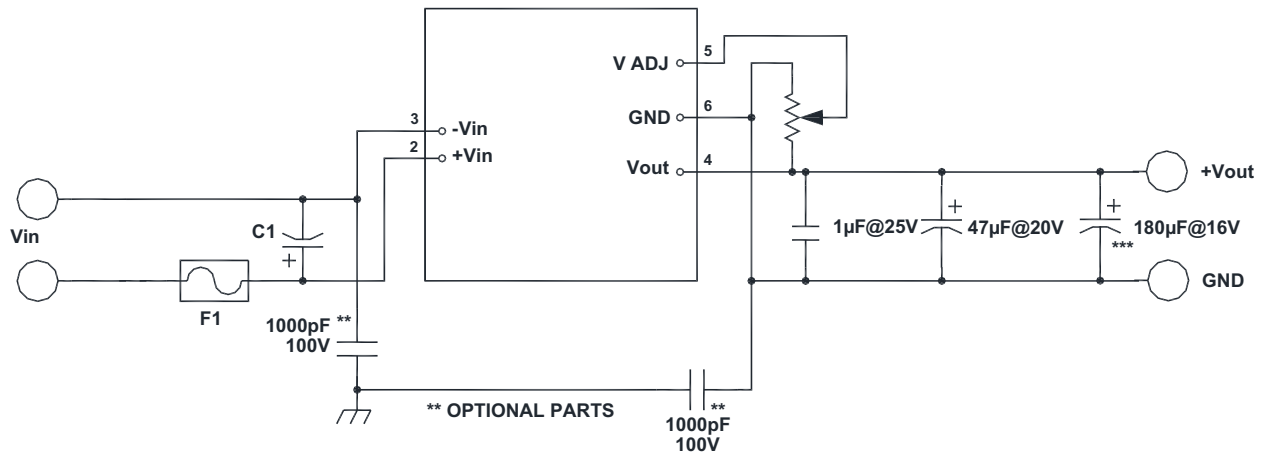 V ADJ
5
GND
6
Vout
4
3
-Vin
2
+Vin
Vin
C1
+
F1
1000pF **
100V
** OPTIONAL PARTS
**
1000pF
100V
1µF@25V
+
47µF@20V
+
180µF@16V
***
+Vout
GND